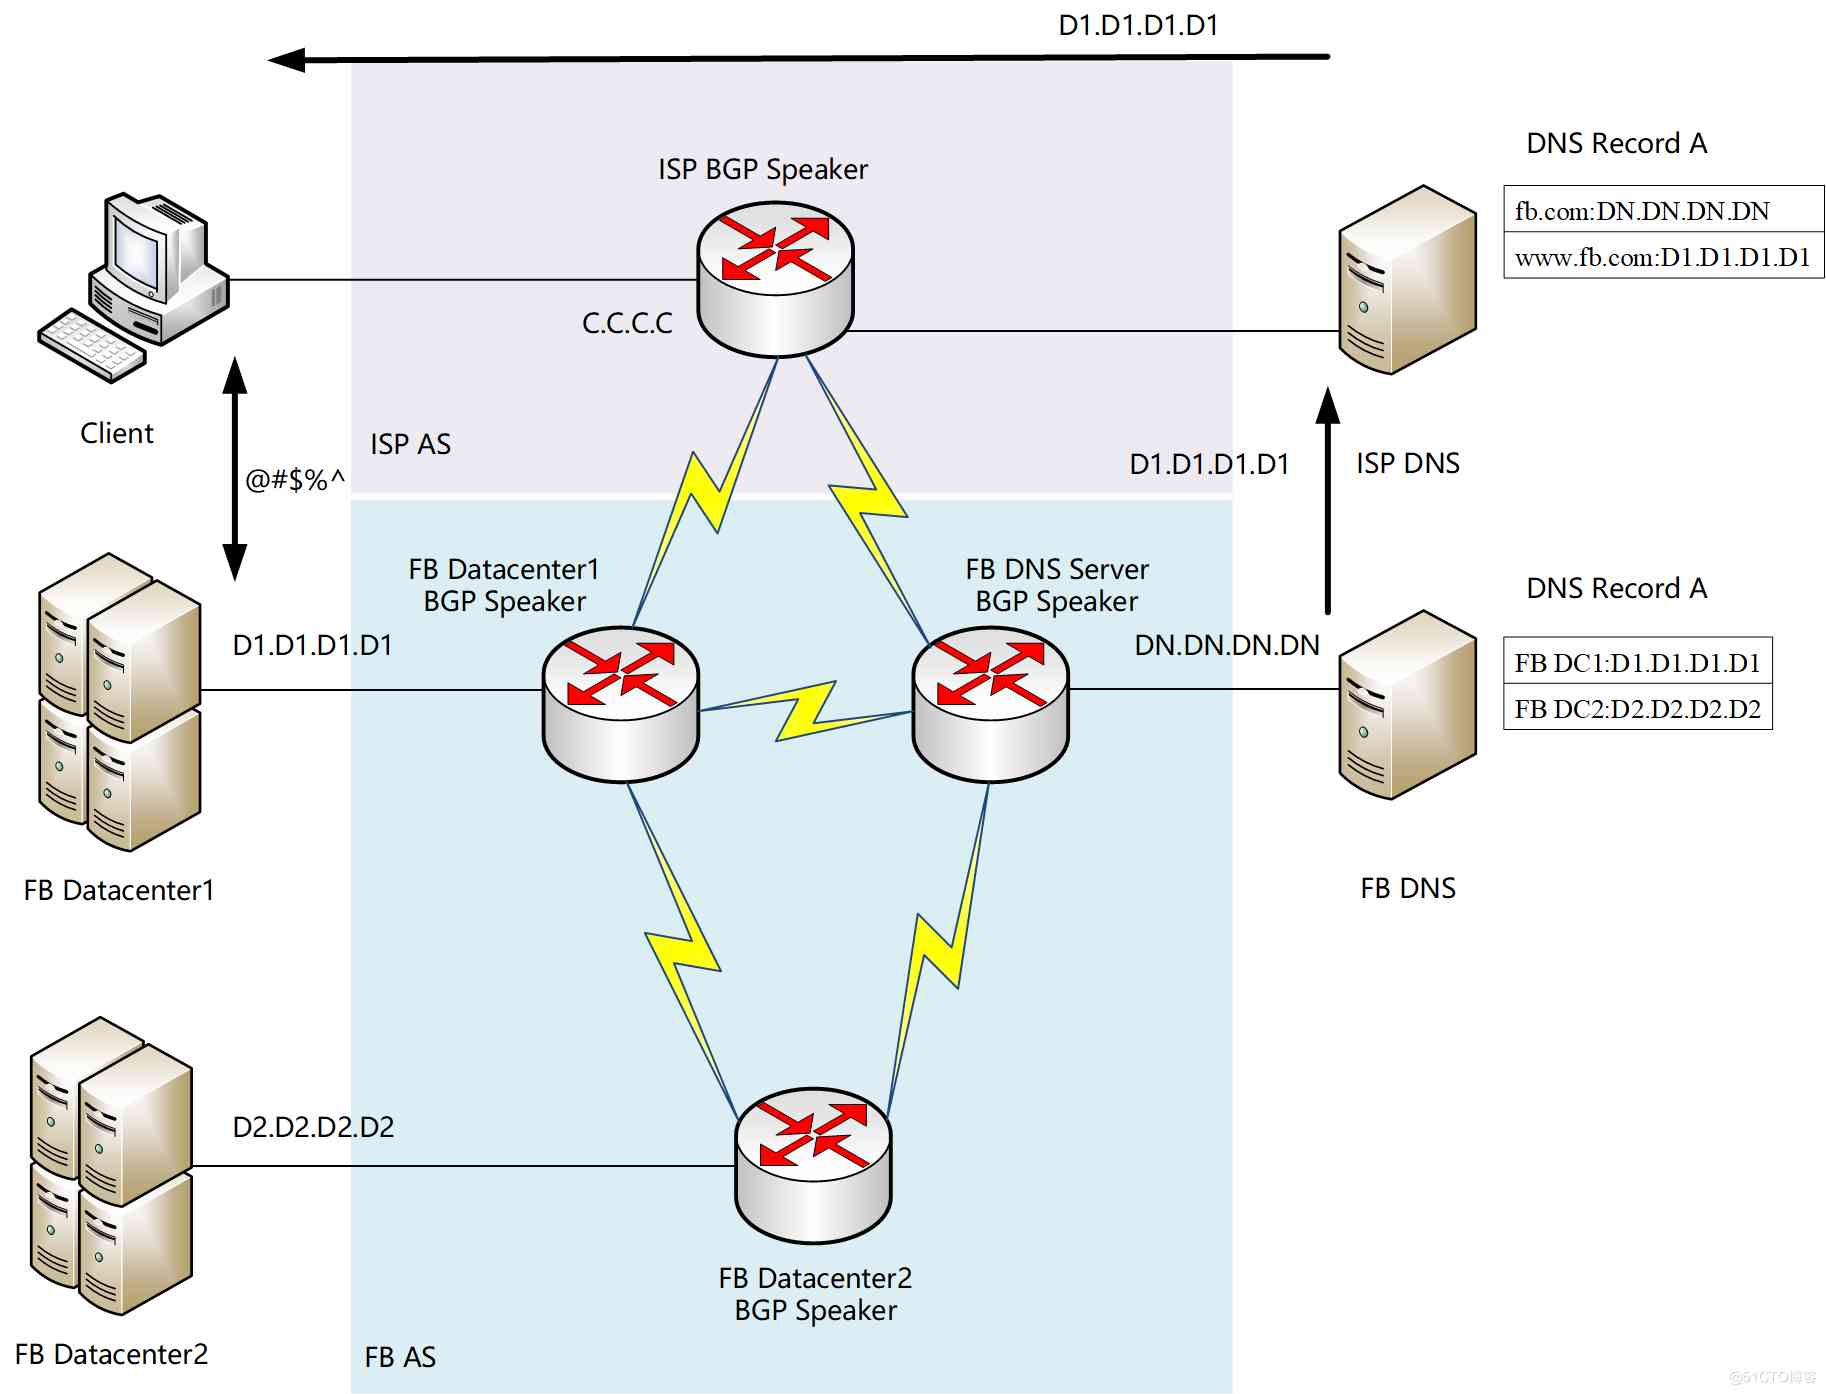 D1.D1.D1.D1
DNS Record A
ISP BGP Speaker
fb.com:DN.DN.DN.DN
www.fb.com:D1.D1.D1.D1
C.C.C.C
Client
ISP AS
D1.D1.D1.D1
ISP DNS
@#$%^
FB Datacenter1
BGP Speaker
FB DNS Server
BGP Speaker
DNS Record A
D1.D1.D1.D1
DN.DN.DN.DN
FB DC1:D1.D1.D1.D1
FB DC2:D2.D2.D2.D2
FB Datacenter1
FB DNS
D2.D2.D2.D2
FB Datacenter2
BGP Speaker
FB Datacenter2
FB AS
@51CTO博客